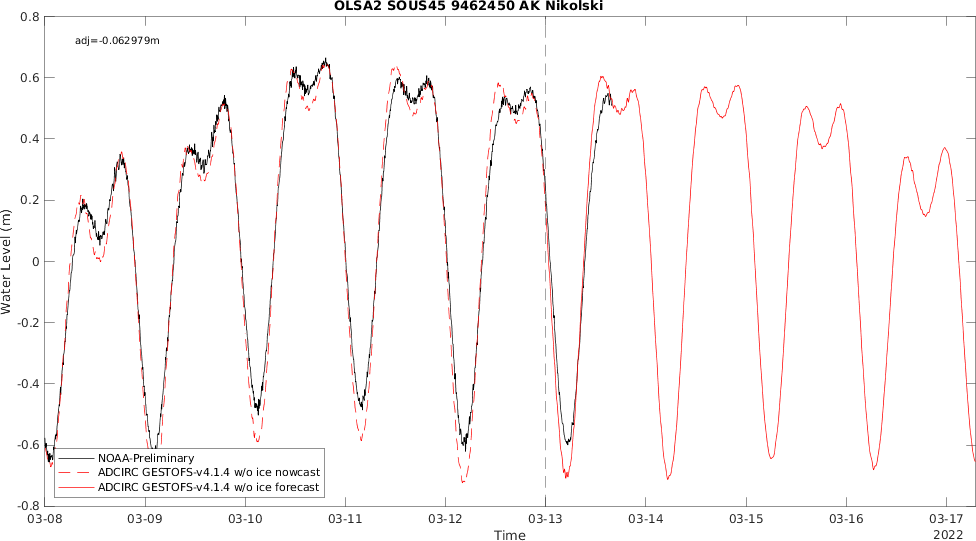 OLSA2 SOUS45 9462450 AK Nikolski
adj=-0.062979m
0.8
0.6
0.4
0.2
0
-0.2
-0.4
-0.6
-0.8
Water Level (m)
NOAA-Preliminary
ADCIRC GESTOFS-v4.1.4 w/o ice nowcast
ADCIRC GESTOFS-v4.1.4 w/o ice forecast
03-08 03-09 03-10 03-11 03-12 03-13 03-14 03-15 03-16 03-17
Time
2022